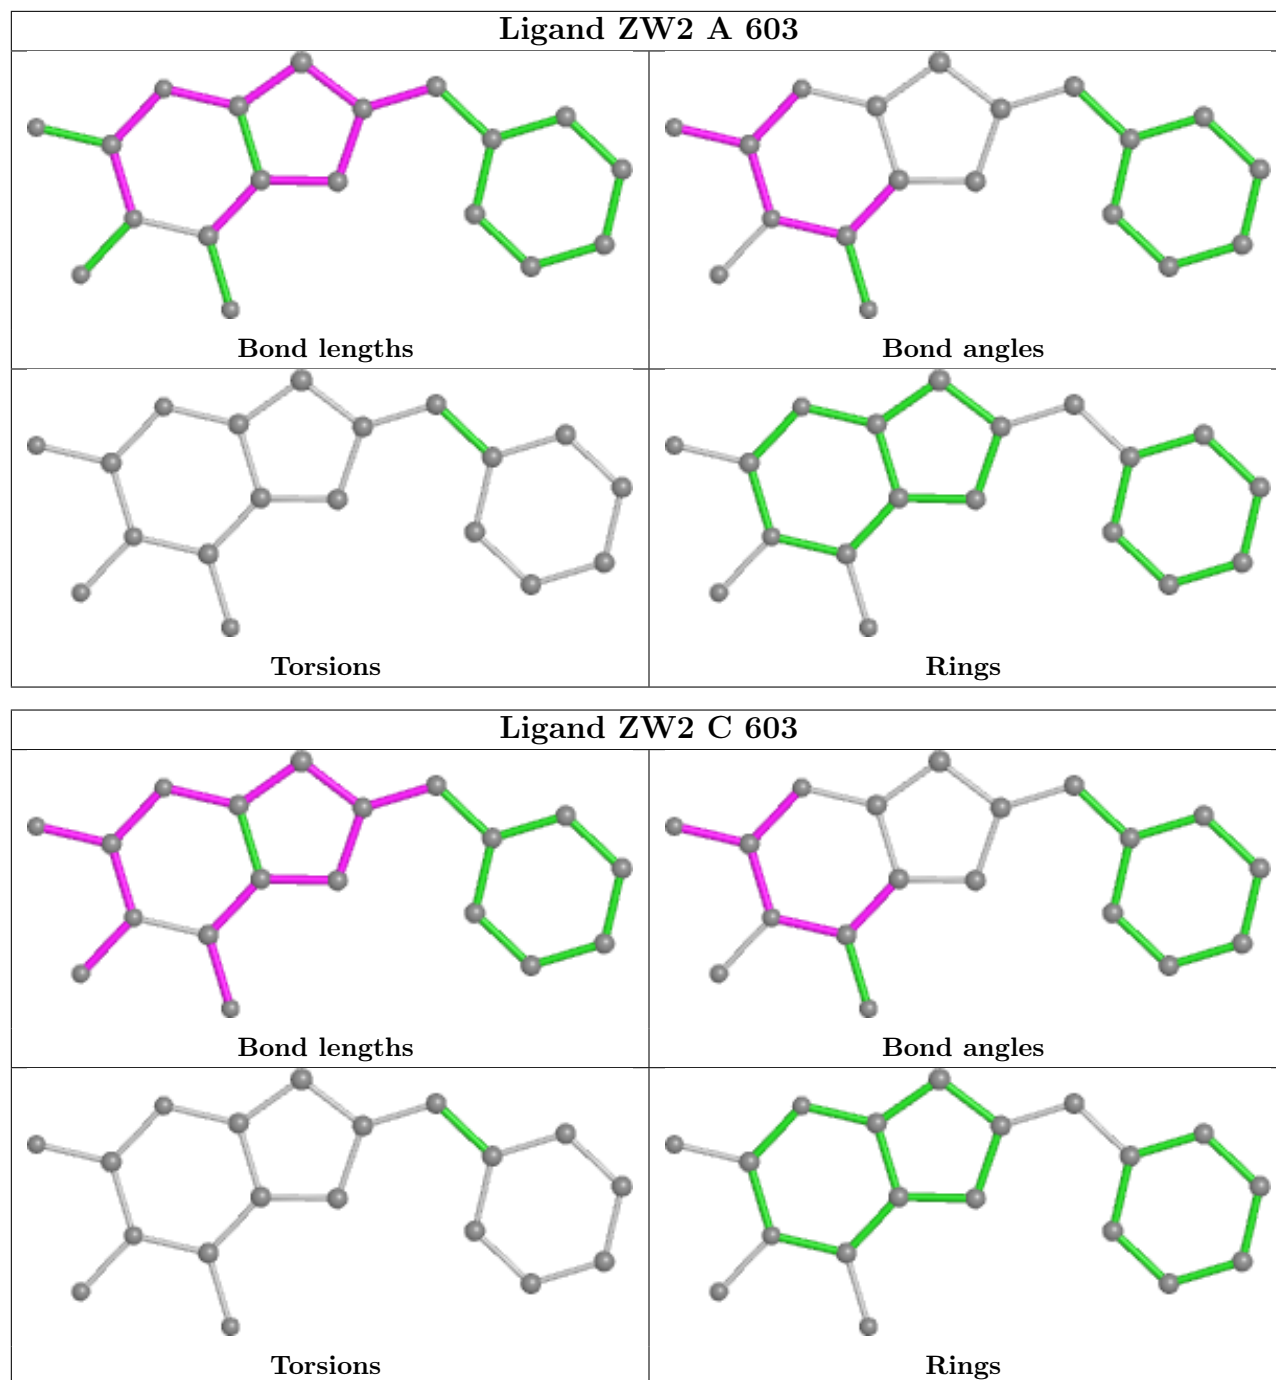 Ligand ZW2 A 603
Bond lengths
Bond angles
Torsions
Rings
Ligand ZW2 C 603
Bond lengths
Bond angles
Torsions
Rings